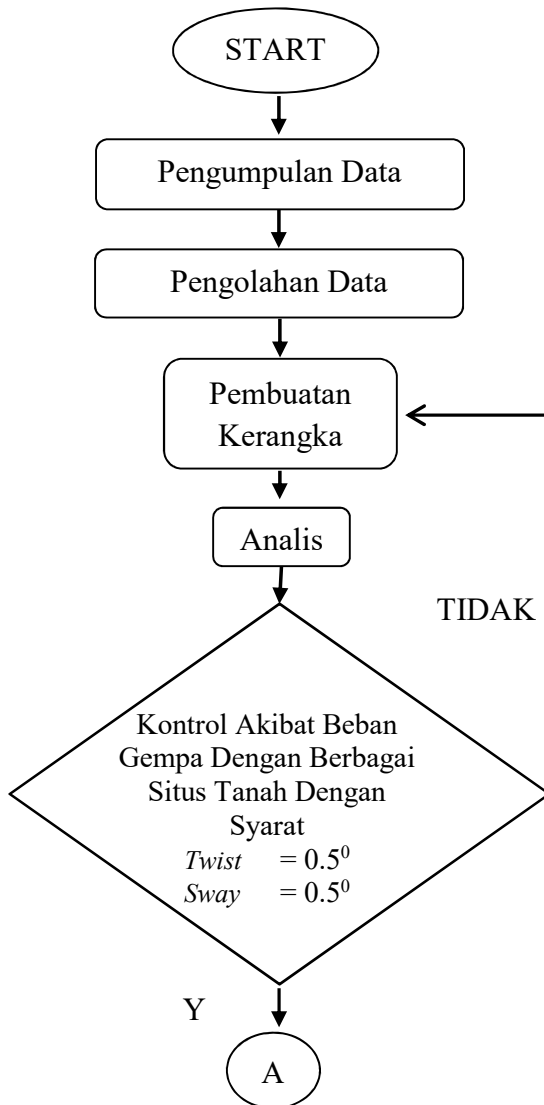 START
Pengumpulan Data
Pengolahan Data
Pembuatan
Kerangka
Analis
TIDAK
Kontrol Akibat Beban
Gempa Dengan Berbagai
Situs Tanah Dengan
Syarat
Twist = 0.5⁰
Sway = 0.5⁰
Y
A